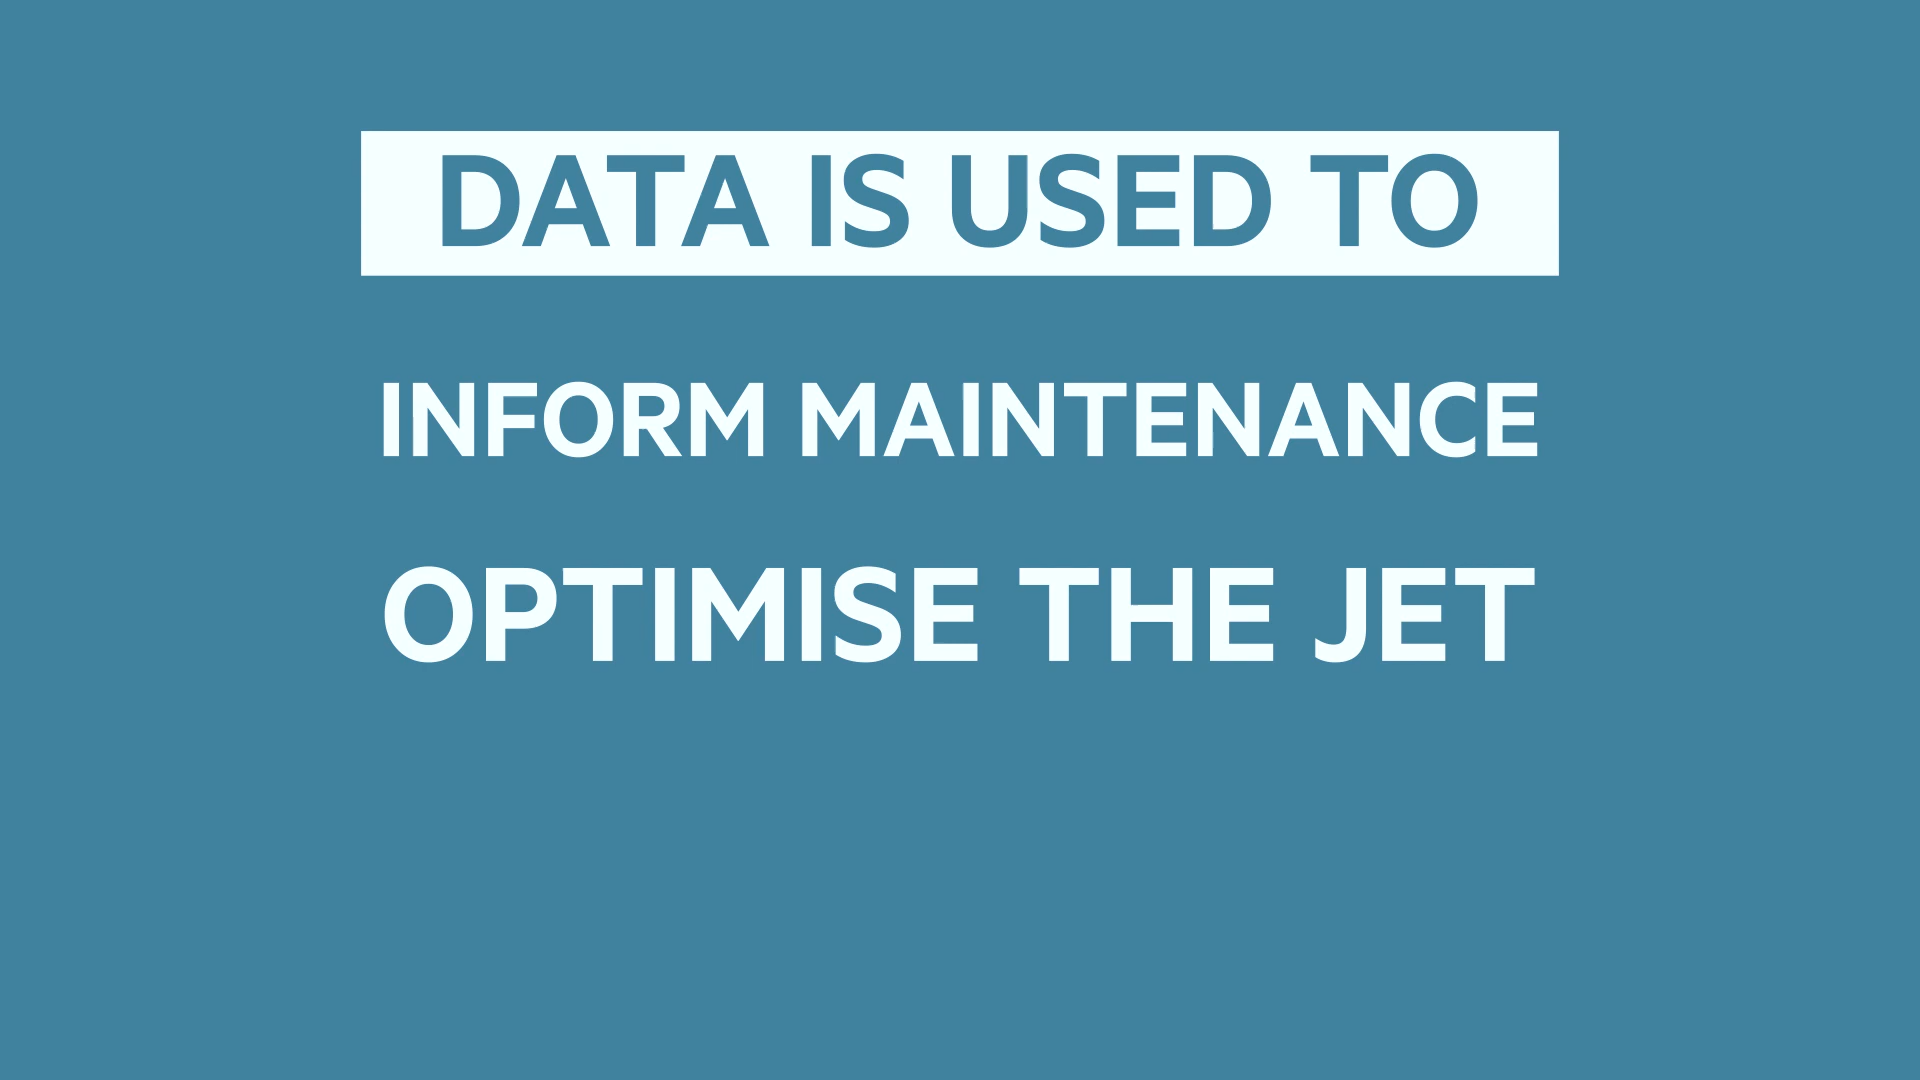 DATA IS USED TO
INFORM MAINTENANCE
OPTIMISE THE JET